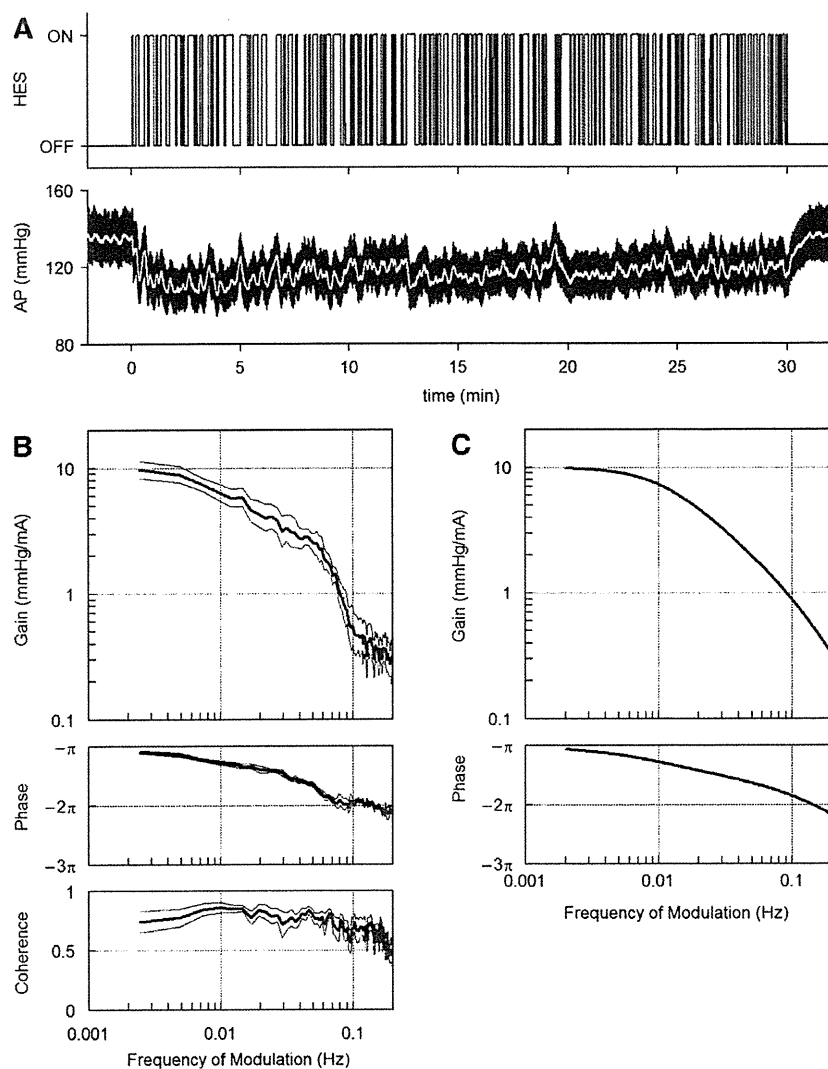 A
HES
ON
OFF
AP (mmHg)
160
120
80
0 5 10 15 20 25 30
time (min)
B
Gain (mmHg/mA)
10
1
0.1
Phase
−π
−2π
−3π
Coherence
1
0.5
0
0.001 0.01 0.1
Frequency of Modulation (Hz)
C
Gain (mmHg/mA)
10
1
0.1
Phase
−π
−2π
−3π
0.001 0.01 0.1
Frequency of Modulation (Hz)